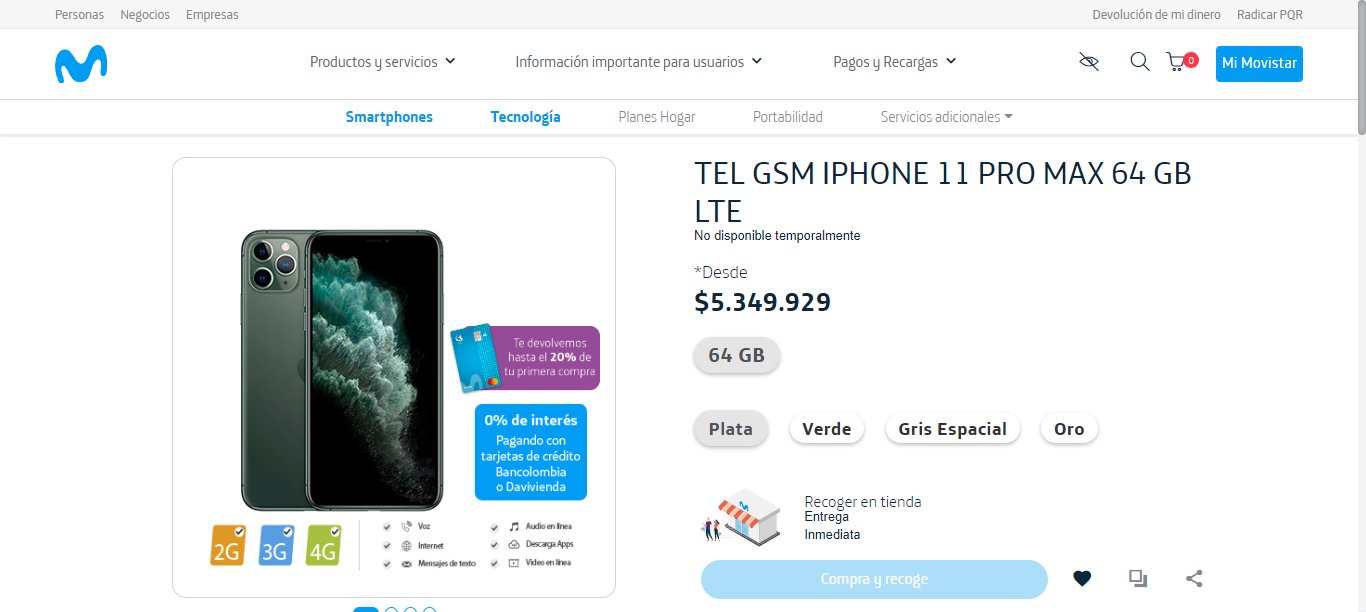 Personas Negocios Empresas Devolución de mi dinero Radicar PQR
Productos y servicios Información importante para usuarios Pagos y Recargas 0 Mi Movistar
Smartphones Tecnología Planes Hogar Portabilidad Servicios adicionales
TEL GSM IPHONE 11 PRO MAX 64 GB
LTE
No disponible temporalmente
*Desde
$5.349.929
64 GB
Plata Verde Gris Espacial Oro
Recoger en tienda
Entrega
Inmediata
Compra y recoge
Te devolvemos
hasta el 20% de
tu primera compra
0% de interés
Pagando con
tarjetas de crédito
Bancolombia
o Davivienda
2G 3G 4G
Voz
Internet
Mensajes de texto
Audio en línea
Descarga Apps
Video en línea